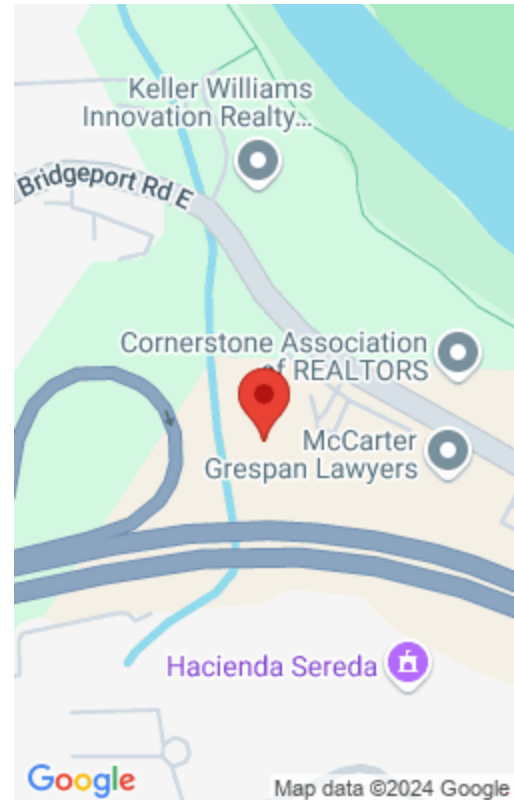 Keller Williams
Innovation Realty...
Bridgeport Rd E
Cornerstone Association
of REALTORS
McCarter
Grespan Lawyers
Hacienda Sereda
Google
Map data ©2024 Google